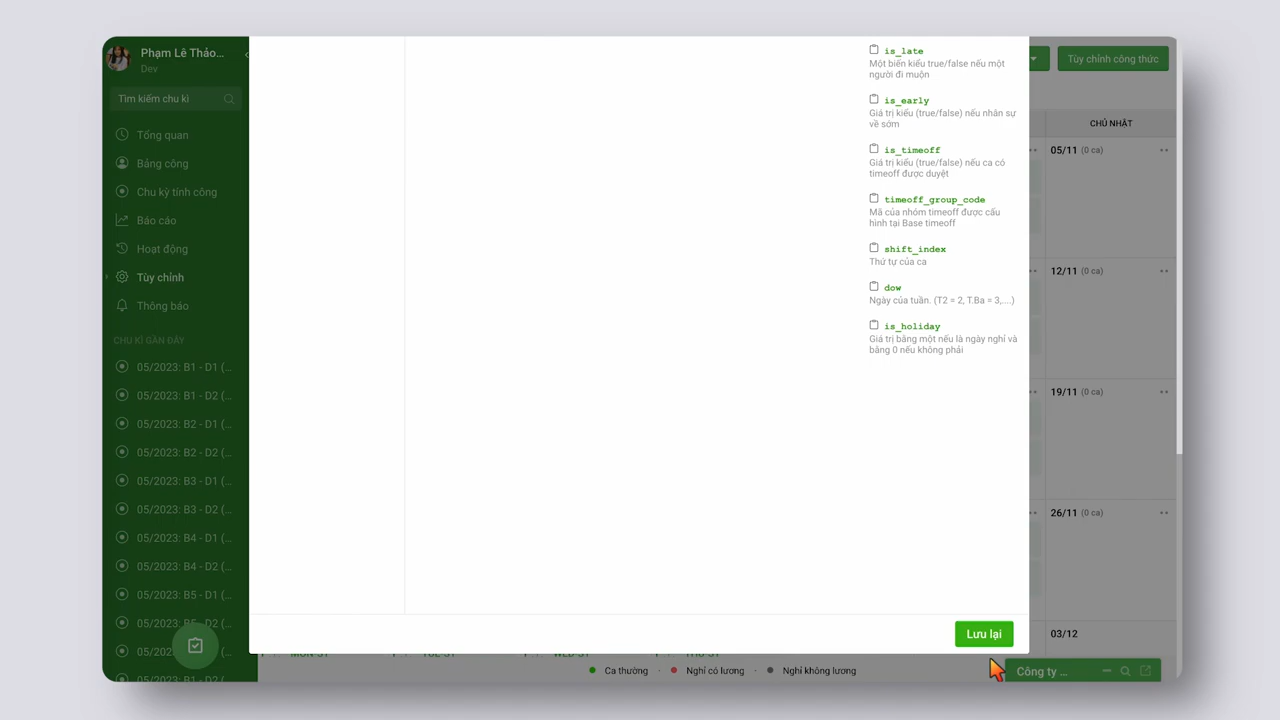 Phạm Lê Thảo...
Dev
Tìm kiếm chu kì
Tổng quan
Bảng công
Chu kỳ tính công
Báo cáo
Hoạt động
Tùy chỉnh
Thông báo
CHU KÌ GẦN ĐÂY
05/2023: B1 - D1 (...
05/2023: B1 - D2 (...
05/2023: B2 - D1 (...
05/2023: B2 - D2 (...
05/2023: B3 - D1 (...
05/2023: B3 - D2 (...
05/2023: B4 - D1 (...
05/2023: B4 - D2 (...
05/2023: B5 - D1 (...
05/2023: B5 - D2 (...
is_late
Một biến kiểu true/false nếu một
người đi muộn
is_early
Giá trị kiểu (true/false) nếu nhân sự
về sớm
is_timeoff
Giá trị kiểu (true/false) nếu ca có
timeoff được duyệt
timeoff_group_code
Mã của nhóm timeoff được cấu
hình tại Base timeoff
shift_index
Thứ tự của ca
dow
Ngày của tuần. (T2 = 2, T.Ba = 3,....)
is_holiday
Giá trị bằng một nếu là ngày nghỉ và
bằng 0 nếu không phải
Lưu lại
Tùy chỉnh công thức
CHỦ NHẬT
05/11 (0 ca)
12/11 (0 ca)
19/11 (0 ca)
26/11 (0 ca)
03/12
Ca thường
Nghỉ có lương
Nghỉ không lương
Công ty ...